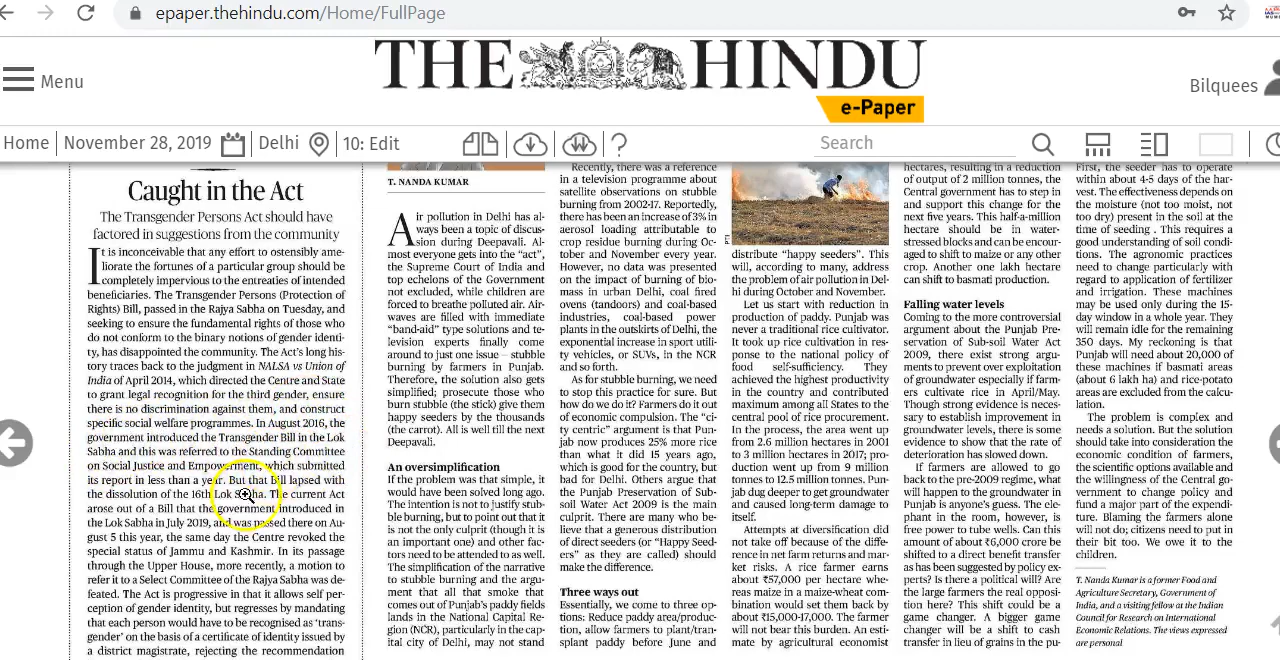 epaper.thehindu.com/Home/FullPage
THE HINDU
e-Paper
Menu
Bilquees
Home
November 28, 2019
Delhi
10: Edit
?
Search
Caught in the Act
The Transgender Persons Act should have
factored in suggestions from the community
It is inconceivable that any effort to ostensibly ame-
liorate the fortunes of a particular group should be
completely impervious to the entreaties of intended
beneficiaries. The Transgender Persons (Protection of
Rights) Bill, passed in the Rajya Sabha on Tuesday, and
seeking to ensure the fundamental rights of those who
do not conform to the binary notions of gender identi-
ty, has disappointed the community. The Act's long his-
tory traces back to the judgment in NALSA vs Union of
India of April 2014, which directed the Centre and State
to grant legal recognition for the third gender, ensure
there is no discrimination against them, and construct
specific social welfare programmes. In August 2016, the
government introduced the Transgender Bill in the Lok
Sabha and this was referred to the Standing Committee
on Social Justice and Empowerment, which submitted
its report in less than a year. But that Bill lapsed with
the dissolution of the 16th Lok Sabha. The current Act
arose out of a Bill that the government introduced in
the Lok Sabha in July 2019, and was passed there on Au-
gust 5 this year, the same day the Centre revoked the
special status of Jammu and Kashmir. In its passage
through the Upper House, more recently, a motion to
refer it to a Select Committee of the Rajya Sabha was de-
feated. The Act is progressive in that it allows self per-
ception of gender identity, but regresses by mandating
that each person would have to be recognised as 'trans-
gender' on the basis of a certificate of identity issued by
a district magistrate, rejecting the recommendation
T. NANDA KUMAR
Air pollution in Delhi has al-
ways been a topic of discus-
sion during Deepavali. Al-
most everyone gets into the "act",
the Supreme Court of India and
top echelons of the Government
not excluded, while children are
forced to breathe polluted air. Air-
waves are filled with immediate
"band-aid" type solutions and te-
levision experts finally come
around to just one issue – stubble
burning by farmers in Punjab.
Therefore, the solution also gets
simplified; prosecute those who
burn stubble (the stick) give them
happy seeders by the thousands
(the carrot). All is well till the next
Deepavali.
An oversimplification
If the problem was that simple, it
would have been solved long ago.
The intention is not to justify stub-
ble burning, but to point out that it
is not the only culprit (though it is
an important one) and other fac-
tors need to be attended to as well.
The simplification of the narrative
to stubble burning and the argu-
ment that all that smoke that
comes out of Punjab's paddy fields
lands in the National Capital Re-
gion (NCR), particularly in the cap-
ital city of Delhi, may not stand
Recently, there was a reference
in a television programme about
satellite observations on stubble
burning from 2002-17. Reportedly,
there has been an increase of 3% in
aerosol loading attributable to
crop residue burning during Oc-
tober and November every year.
However, no data was presented
on the impact of burning of bio-
mass in urban Delhi, coal fired
ovens (tandoors) and coal-based
industries, coal-based power
plants in the outskirts of Delhi, the
exponential increase in sport utili-
ty vehicles, or SUVs, in the NCR
and so forth.
As for stubble burning, we need
to stop this practice for sure. But
how do we do it? Farmers do it out
of economic compulsion. The "ci-
ty centric" argument is that Pun-
jab now produces 25% more rice
than what it did 15 years ago,
which is good for the country, but
bad for Delhi. Others argue that
the Punjab Preservation of Sub-
soil Water Act 2009 is the main
culprit. There are many who be-
lieve that a generous distribution
of direct seeders (or "Happy Seed-
ers" as they are called) should
make the difference.
Three ways out
Essentially, we come to three op-
tions: Reduce paddy area/produc-
tion, allow farmers to plant/tran-
splant paddy before June and
PTI
distribute "happy seeders". This
will, according to many, address
the problem of air pollution in Del-
hi during October and November.
Let us start with reduction in
production of paddy. Punjab was
never a traditional rice cultivator.
It took up rice cultivation in res-
ponse to the national policy of
food self-sufficiency. They
achieved the highest productivity
in the country and contributed
maximum among all States to the
central pool of rice procurement.
In the process, the area went up
from 2.6 million hectares in 2001
to 3 million hectares in 2017; pro-
duction went up from 9 million
tonnes to 12.5 million tonnes. Pun-
jab dug deeper to get groundwater
and caused long-term damage to
itself.
Attempts at diversification did
not take off because of the differ-
ence in net farm returns and mar-
ket risks. A rice farmer earns
about ₹57,000 per hectare whe-
reas maize in a maize-wheat com-
bination would set them back by
about ₹15,000-17,000. The farmer
will not bear this burden. An esti-
mate by agricultural economist
hectares, resulting in a reduction
of output of 2 million tonnes, the
Central government has to step in
and support this change for the
next five years. This half-a-million
hectare should be in water-
stressed blocks and can be encour-
aged to shift to maize or any other
crop. Another one lakh hectare
can shift to basmati production.
Falling water levels
Coming to the more controversial
argument about the Punjab Pre-
servation of Sub-soil Water Act
2009, there exist strong argu-
ments to prevent over exploitation
of groundwater especially if farm-
ers cultivate rice in April/May.
Though strong evidence is neces-
sary to establish improvement in
groundwater levels, there is some
evidence to show that the rate of
deterioration has slowed down.
If farmers are allowed to go
back to the pre-2009 regime, what
will happen to the groundwater in
Punjab is anyone's guess. The ele-
phant in the room, however, is
free power to tube wells. Can this
amount of about ₹6,000 crore be
shifted to a direct benefit transfer
as has been suggested by policy ex-
perts? Is there a political will? Are
the large farmers the real opposi-
tion here? This shift could be a
game changer. A bigger game
changer will be a shift to cash
transfer in lieu of grains in the pu-
First, the seeder has to operate
within about 4-5 days of the har-
vest. The effectiveness depends on
the moisture (not too moist, not
too dry) present in the soil at the
time of seeding . This requires a
good understanding of soil condi-
tions. The agronomic practices
need to change particularly with
regard to application of fertilizer
and irrigation. These machines
may be used only during the 15-
day window in a whole year. They
will remain idle for the remaining
350 days. My reckoning is that
Punjab will need about 20,000 of
these machines if basmati areas
(about 6 lakh ha) and rice-potato
areas are excluded from the calcu-
lation.
The problem is complex and
needs a solution. But the solution
should take into consideration the
economic condition of farmers,
the scientific options available and
the willingness of the Central go-
vernment to change policy and
fund a major part of the expendi-
ture. Blaming the farmers alone
will not do; citizens need to put in
their bit too. We owe it to the
children.
T. Nanda Kumar is a former Food and
Agriculture Secretary, Government of
India, and a visiting fellow at the Indian
Council for Research on International
Economic Relations. The views expressed
are personal